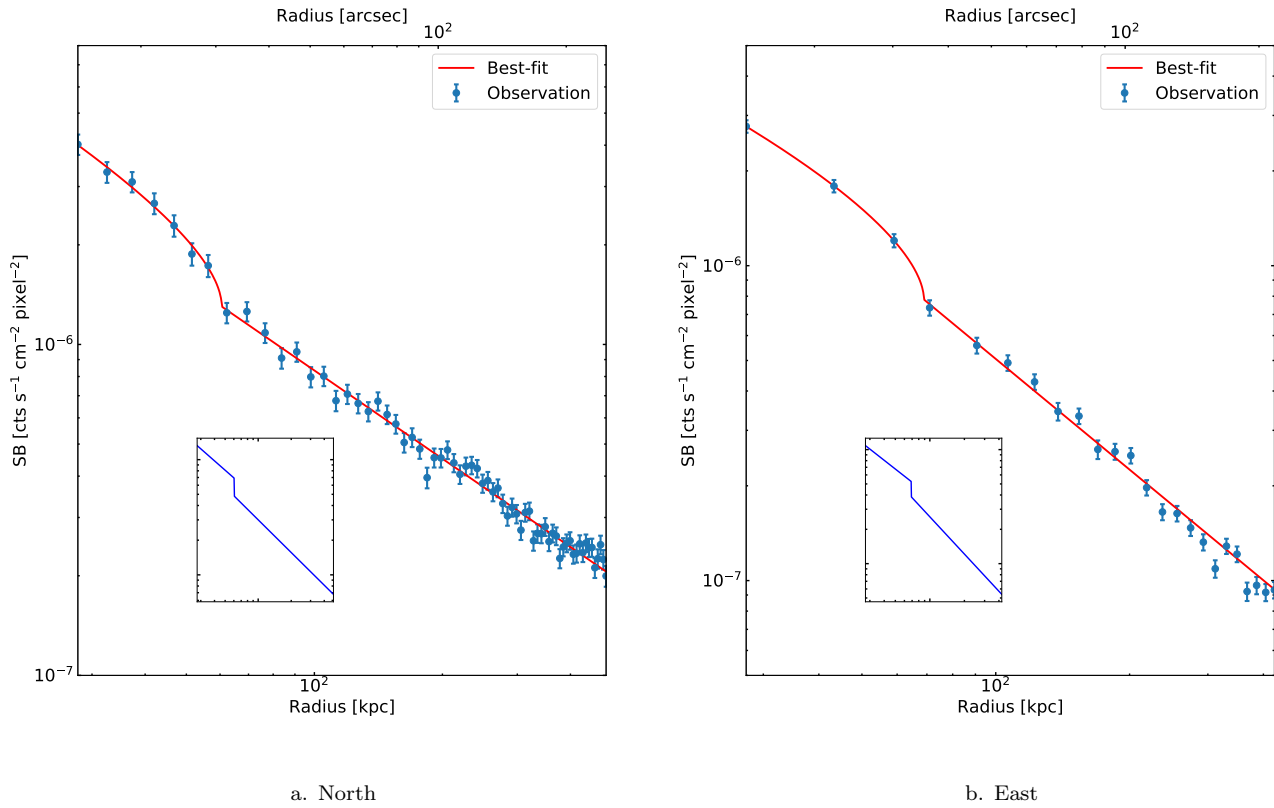 Radius [arcsec]
10²
Best-fit
Observation
SB [cts s⁻¹ cm⁻² pixel⁻²]
10⁻⁶
10⁻⁷
10²
Radius [kpc]
a. North
Radius [arcsec]
10²
Best-fit
Observation
SB [cts s⁻¹ cm⁻² pixel⁻²]
10⁻⁶
10⁻⁷
10²
Radius [kpc]
b. East